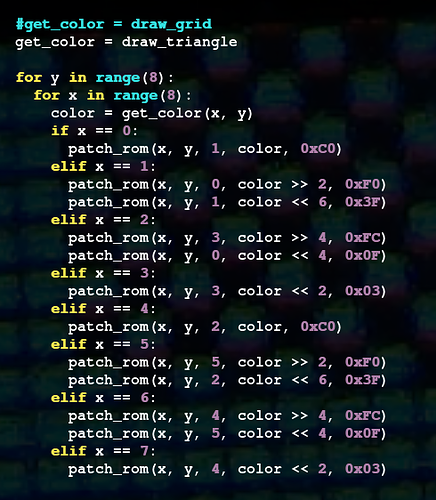 #get_color = draw_grid
get_color = draw_triangle

for y in range(8):
  for x in range(8):
    color = get_color(x, y)
    if x == 0:
      patch_rom(x, y, 1, color, 0xC0)
    elif x == 1:
      patch_rom(x, y, 0, color >> 2, 0xF0)
      patch_rom(x, y, 1, color << 6, 0x3F)
    elif x == 2:
      patch_rom(x, y, 3, color >> 4, 0xFC)
      patch_rom(x, y, 0, color << 4, 0x0F)
    elif x == 3:
      patch_rom(x, y, 3, color << 2, 0x03)
    elif x == 4:
      patch_rom(x, y, 2, color, 0xC0)
    elif x == 5:
      patch_rom(x, y, 5, color >> 2, 0xF0)
      patch_rom(x, y, 2, color << 6, 0x3F)
    elif x == 6:
      patch_rom(x, y, 4, color >> 4, 0xFC)
      patch_rom(x, y, 5, color << 4, 0x0F)
    elif x == 7:
      patch_rom(x, y, 4, color << 2, 0x03)